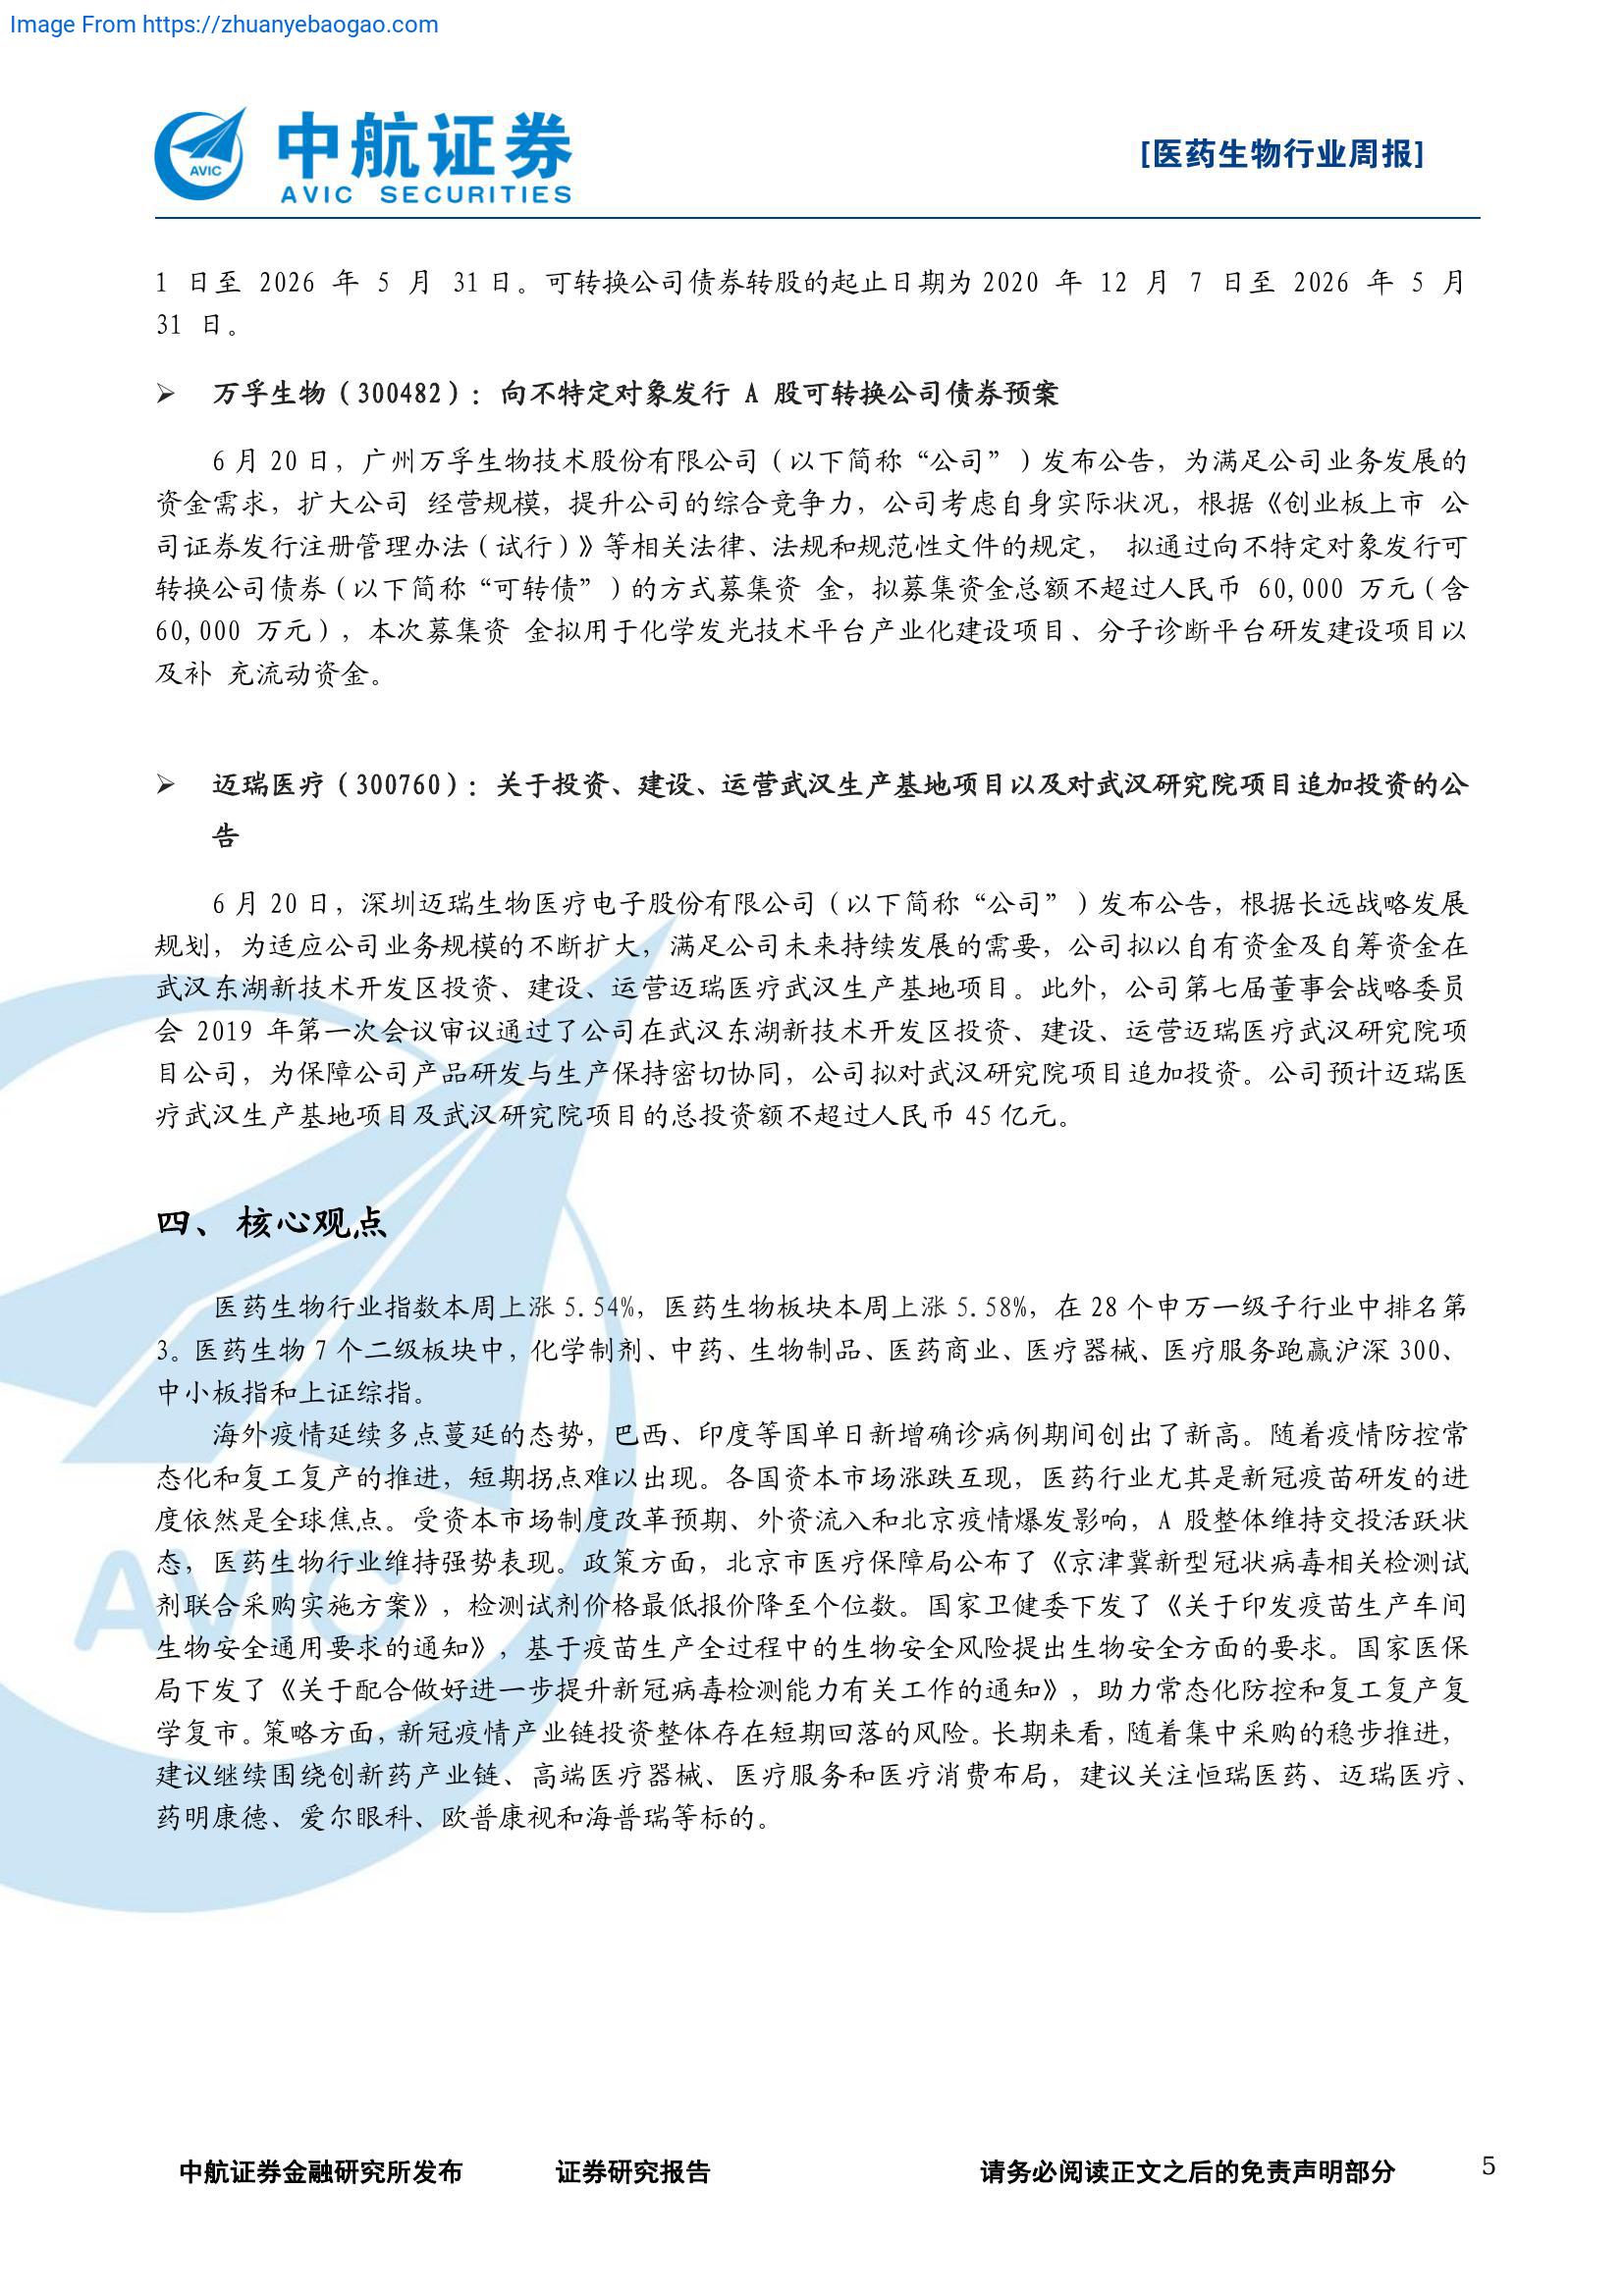 Image From https://zhuanyebaogao.com
中航证券
AVIC SECURITIES
AVIC
[医药生物行业周报]
1 日至 2026 年 5 月 31 日。可转换公司债券转股的起止日期为 2020 年 12 月 7 日至 2026 年 5 月
31 日。
➢ 万孚生物（300482）：向不特定对象发行 A 股可转换公司债券预案
6 月 20 日，广州万孚生物技术股份有限公司（以下简称“公司”）发布公告，为满足公司业务发展的
资金需求，扩大公司 经营规模，提升公司的综合竞争力，公司考虑自身实际状况，根据《创业板上市 公
司证券发行注册管理办法（试行）》等相关法律、法规和规范性文件的规定， 拟通过向不特定对象发行可
转换公司债券（以下简称“可转债”）的方式募集资 金，拟募集资金总额不超过人民币 60,000 万元（含
60,000 万元），本次募集资 金拟用于化学发光技术平台产业化建设项目、分子诊断平台研发建设项目以
及补 充流动资金。
➢ 迈瑞医疗（300760）：关于投资、建设、运营武汉生产基地项目以及对武汉研究院项目追加投资的公
告
6 月 20 日，深圳迈瑞生物医疗电子股份有限公司（以下简称“公司”）发布公告，根据长远战略发展
规划，为适应公司业务规模的不断扩大，满足公司未来持续发展的需要，公司拟以自有资金及自筹资金在
武汉东湖新技术开发区投资、建设、运营迈瑞医疗武汉生产基地项目。此外，公司第七届董事会战略委员
会 2019 年第一次会议审议通过了公司在武汉东湖新技术开发区投资、建设、运营迈瑞医疗武汉研究院项
目公司，为保障公司产品研发与生产保持密切协同，公司拟对武汉研究院项目追加投资。公司预计迈瑞医
疗武汉生产基地项目及武汉研究院项目的总投资额不超过人民币 45 亿元。
四、 核心观点
医药生物行业指数本周上涨 5.54%，医药生物板块本周上涨 5.58%，在 28 个申万一级子行业中排名第
3。医药生物 7 个二级板块中，化学制剂、中药、生物制品、医药商业、医疗器械、医疗服务跑赢沪深 300、
中小板指和上证综指。
海外疫情延续多点蔓延的态势，巴西、印度等国单日新增确诊病例期间创出了新高。随着疫情防控常
态化和复工复产的推进，短期拐点难以出现。各国资本市场涨跌互现，医药行业尤其是新冠疫苗研发的进
度依然是全球焦点。受资本市场制度改革预期、外资流入和北京疫情爆发影响，A 股整体维持交投活跃状
态，医药生物行业维持强势表现。政策方面，北京市医疗保障局公布了《京津冀新型冠状病毒相关检测试
剂联合采购实施方案》，检测试剂价格最低报价降至个位数。国家卫健委下发了《关于印发疫苗生产车间
生物安全通用要求的通知》，基于疫苗生产全过程中的生物安全风险提出生物安全方面的要求。国家医保
局下发了《关于配合做好进一步提升新冠病毒检测能力有关工作的通知》，助力常态化防控和复工复产复
学复市。策略方面，新冠疫情产业链投资整体存在短期回落的风险。长期来看，随着集中采购的稳步推进，
建议继续围绕创新药产业链、高端医疗器械、医疗服务和医疗消费布局，建议关注恒瑞医药、迈瑞医疗、
药明康德、爱尔眼科、欧普康视和海普瑞等标的。
AVIC
中航证券金融研究所发布 证券研究报告 请务必阅读正文之后的免责声明部分 5